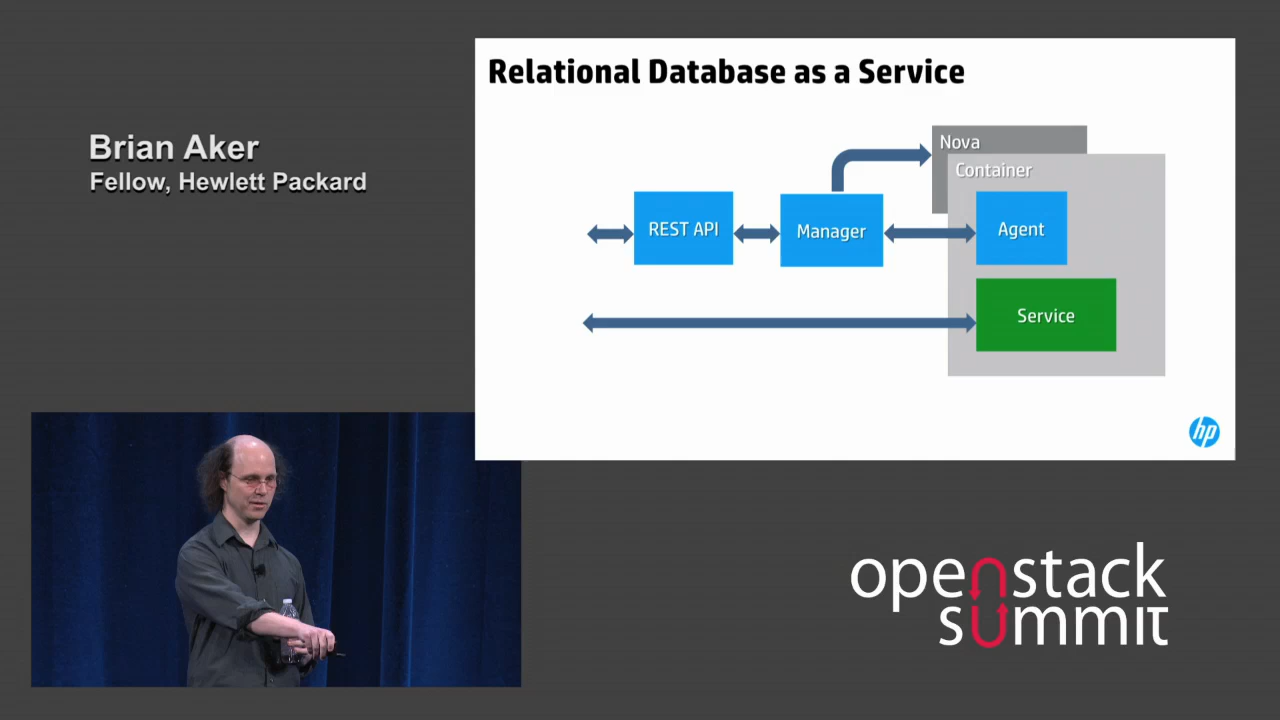 Brian Aker
Fellow, Hewlett Packard
Relational Database as a Service
Nova
Container
REST API
Manager
Agent
Service
hp
openstack
summit